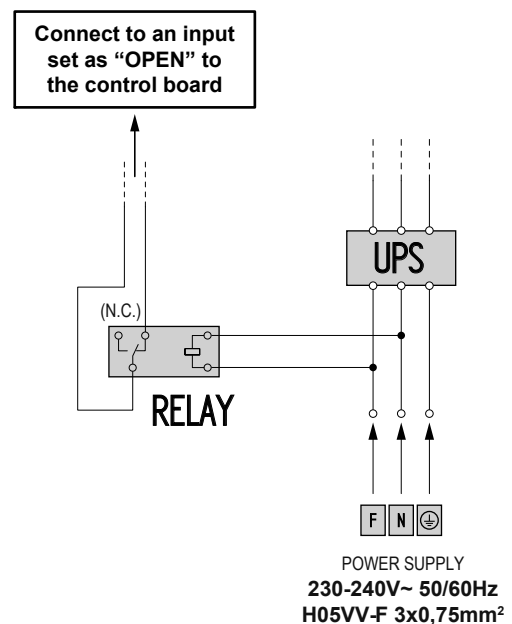 Connect to an input
set as “OPEN” to
the control board
UPS
(N.C.)
RELAY
F N
POWER SUPPLY
230-240V~ 50/60Hz
H05VV-F 3x0,75mm²